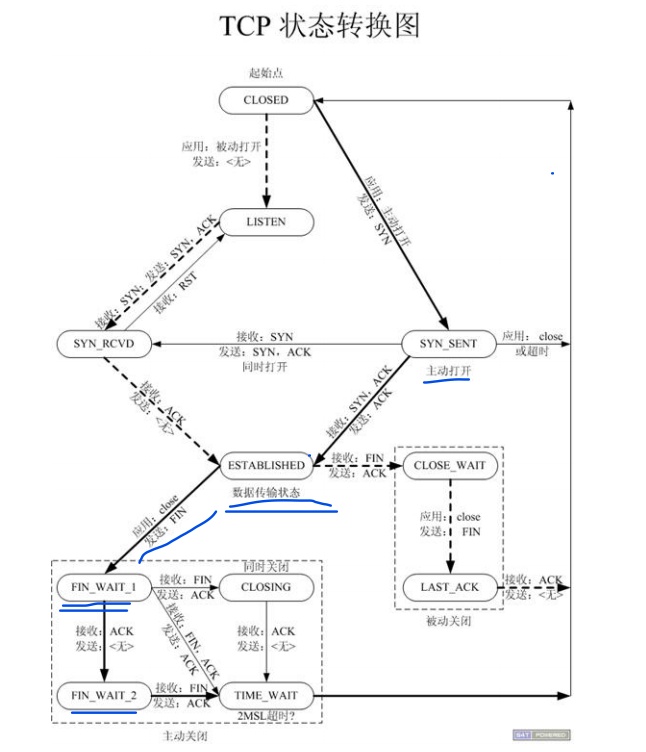 TCP 状态转换图
起始点
CLOSED
应用：被动打开
发送：<无>
应用：主动打开
发送：SYN
LISTEN
接收：SYN；发送：SYN，ACK
接收：RST
SYN_RCVD
接收：SYN
发送：SYN，ACK
同时打开
SYN_SENT
应用：close
或超时
主动打开
接收：ACK
发送：<无>
接收：SYN，ACK
发送：ACK
ESTABLISHED
数据传输状态
接收：FIN
发送：ACK
CLOSE_WAIT
应用：close
发送：FIN
应用：close
发送： FIN
同时关闭
FIN_WAIT_1
接收：FIN
发送：ACK
CLOSING
LAST_ACK
接收：ACK
发送：<无>
被动关闭
接收：ACK
发送：<无>
接收：FIN，ACK
发送：ACK
接收：ACK
发送：<无>
FIN_WAIT_2
接收：FIN
发送：ACK
TIME_WAIT
2MSL超时?
主动关闭
POWERED